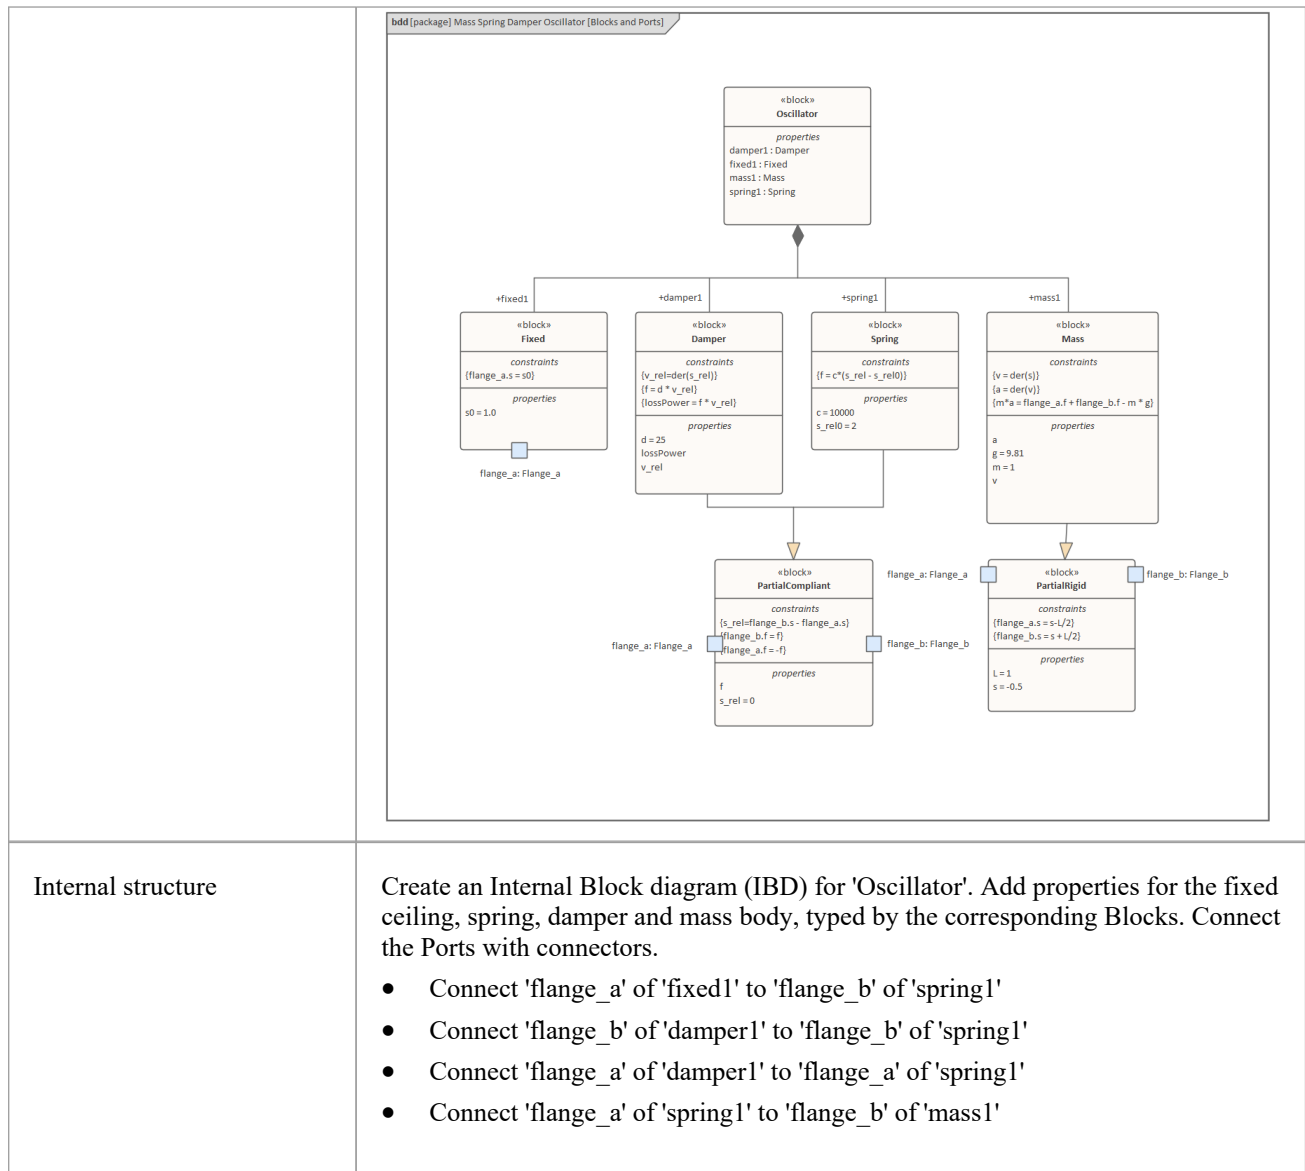 bdd [package] Mass Spring Damper Oscillator [Blocks and Ports]
«block»
Oscillator
properties
damper1 : Damper
fixed1 : Fixed
mass1 : Mass
spring1 : Spring
+fixed1
+damper1
+spring1
+mass1
«block»
Fixed
constraints
{flange_a.s = s0}
properties
s0 = 1.0
flange_a: Flange_a
«block»
Damper
constraints
{v_rel=der(s_rel)}
{f = d * v_rel}
{lossPower = f * v_rel}
properties
d = 25
lossPower
v_rel
«block»
Spring
constraints
{f = c*(s_rel - s_rel0)}
properties
c = 10000
s_rel0 = 2
«block»
Mass
constraints
{v = der(s)}
{a = der(v)}
{m*a = flange_a.f + flange_b.f - m * g}
properties
a
g = 9.81
m = 1
v
«block»
PartialCompliant
constraints
{s_rel=flange_b.s - flange_a.s}
{flange_b.f = f}
{flange_a.f = -f}
properties
f
s_rel = 0
flange_a: Flange_a
flange_b: Flange_b
flange_a: Flange_a
«block»
PartialRigid
constraints
{flange_a.s = s-L/2}
{flange_b.s = s + L/2}
properties
L = 1
s = -0.5
flange_b: Flange_b
Internal structure
Create an Internal Block diagram (IBD) for 'Oscillator'. Add properties for the fixed
ceiling, spring, damper and mass body, typed by the corresponding Blocks. Connect
the Ports with connectors.
• Connect 'flange_a' of 'fixed1' to 'flange_b' of 'spring1'
• Connect 'flange_b' of 'damper1' to 'flange_b' of 'spring1'
• Connect 'flange_a' of 'damper1' to 'flange_a' of 'spring1'
• Connect 'flange_a' of 'spring1' to 'flange_b' of 'mass1'